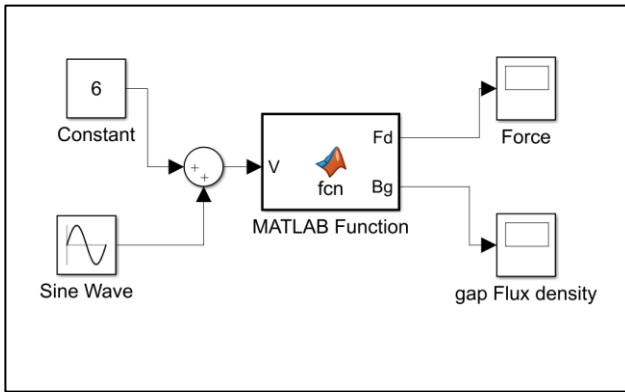 6
Constant
Sine Wave
+
+
V
fcn
Fd
Bg
MATLAB Function
Force
gap Flux density